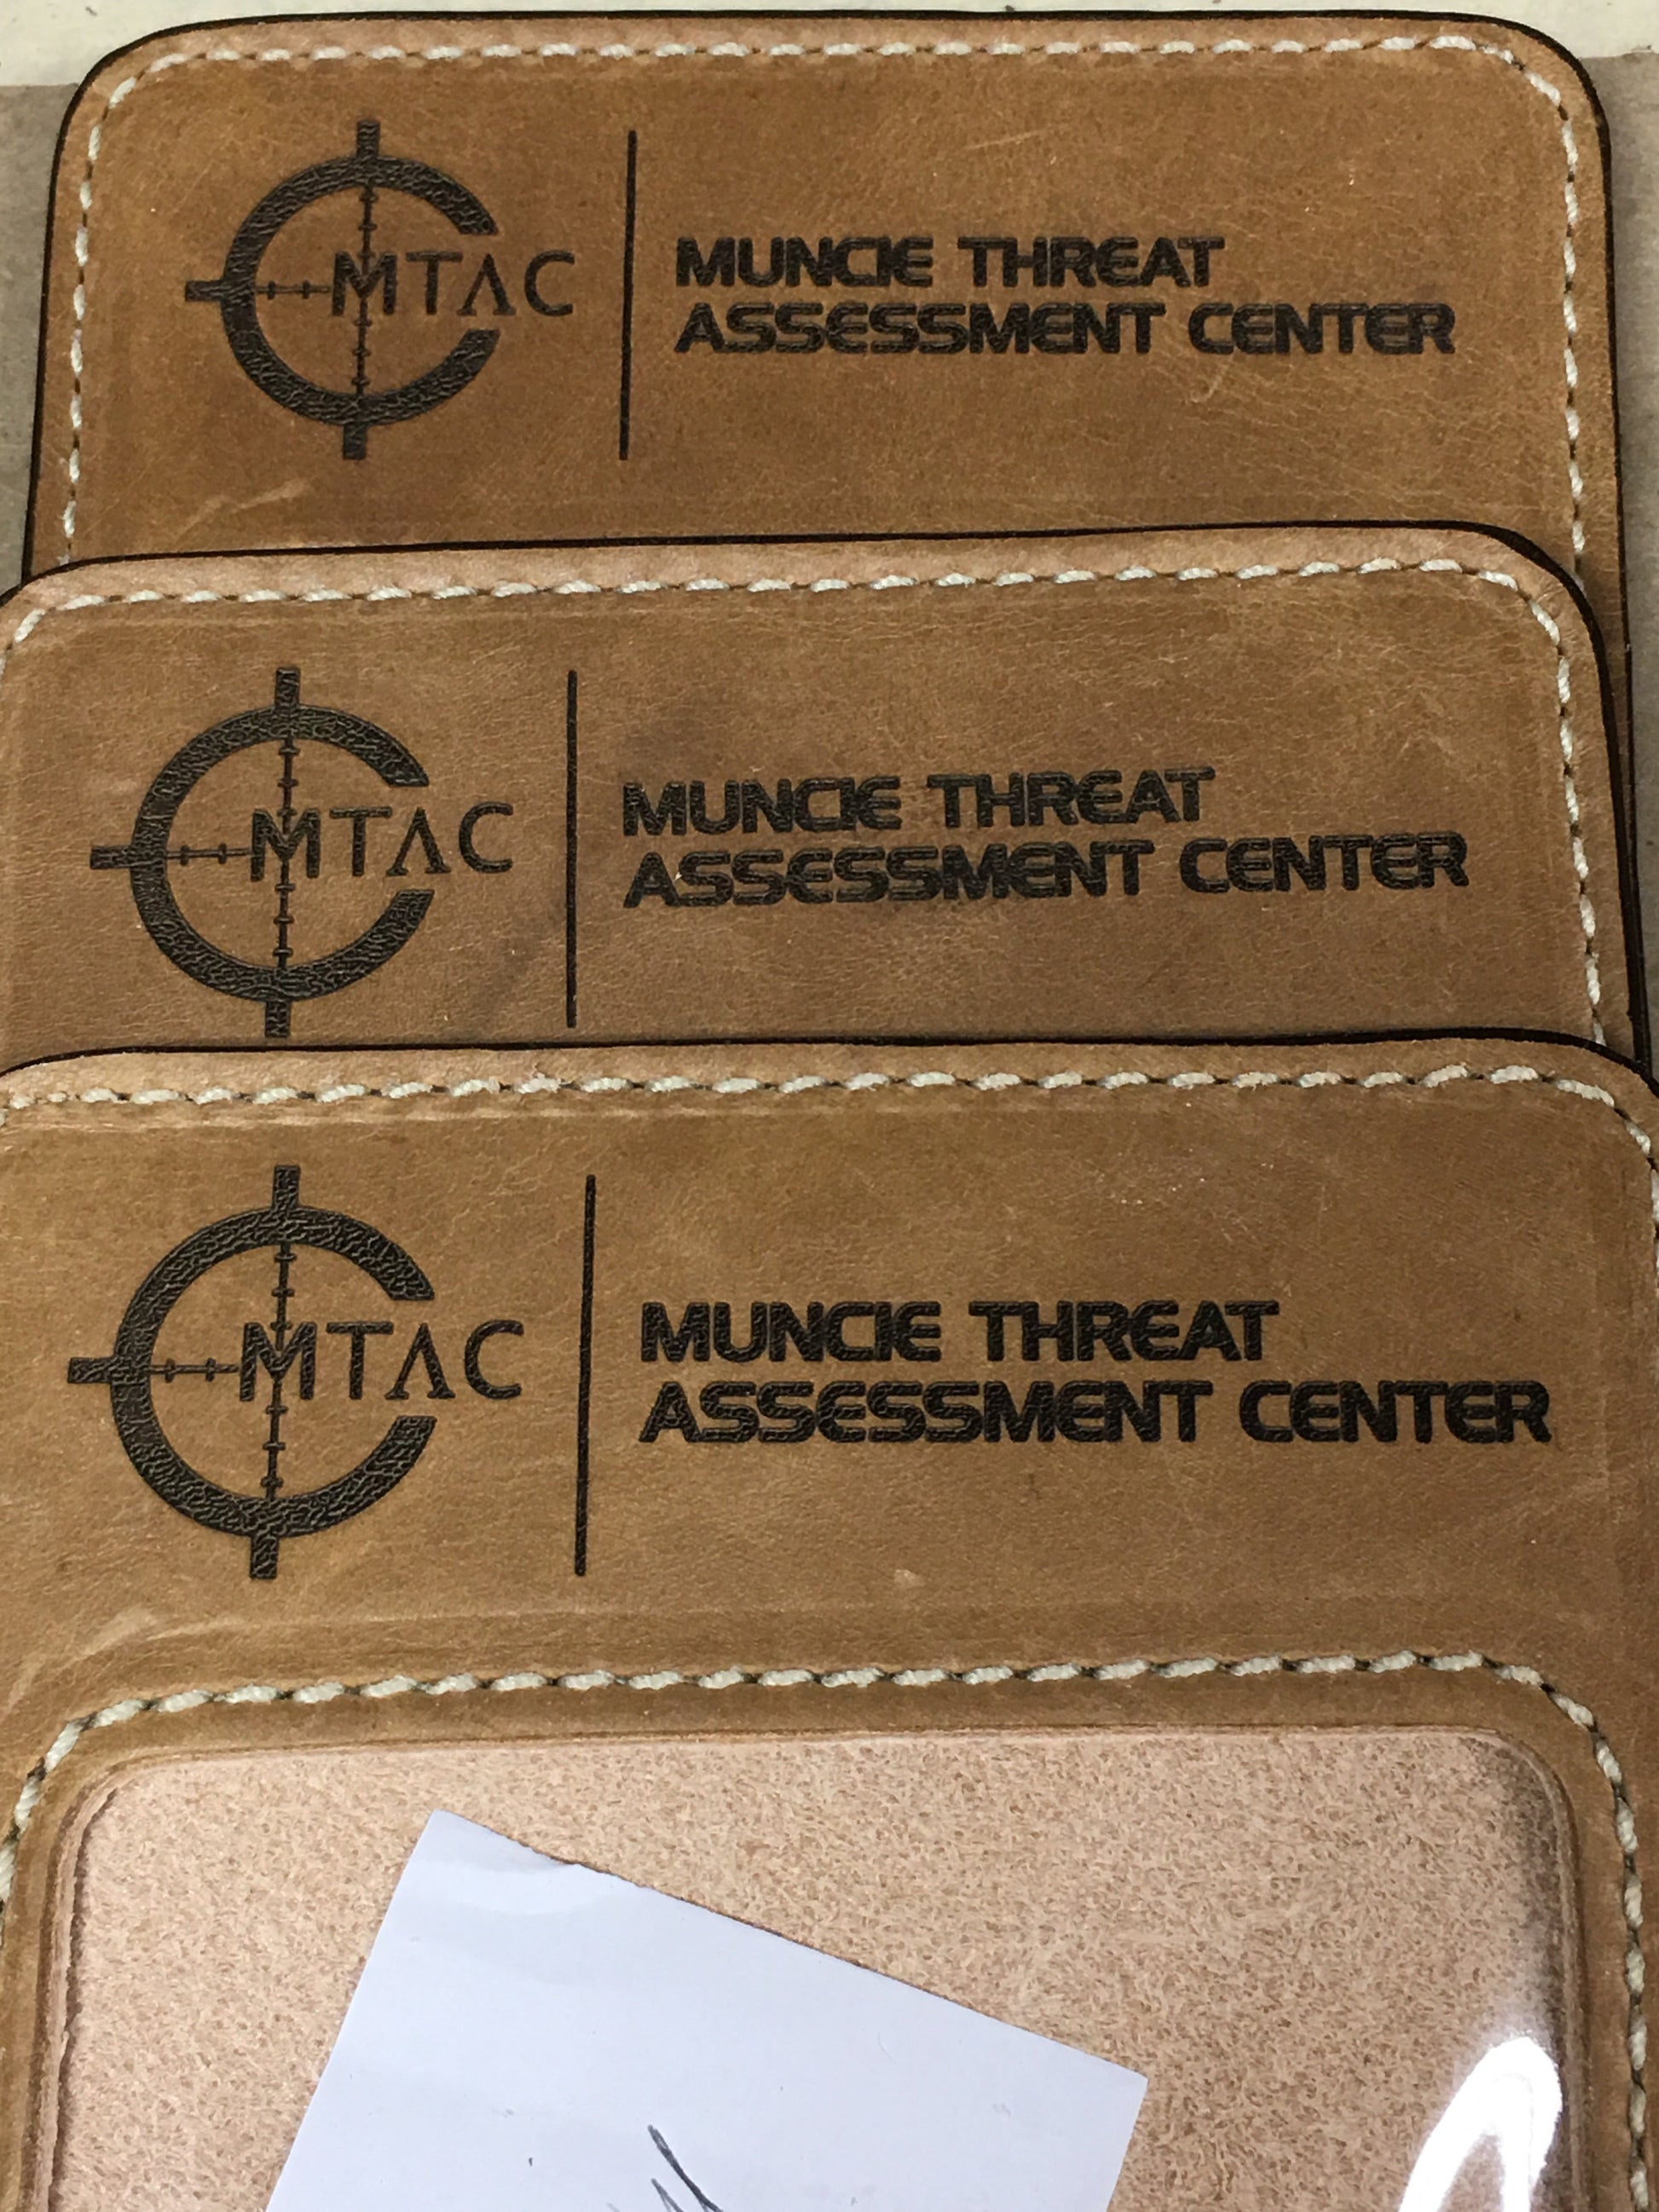 MTAC
MUNCIE THREAT
ASSESSMENT CENTER
MTAC
MUNCIE THREAT
ASSESSMENT CENTER
MTAC
MUNCIE THREAT
ASSESSMENT CENTER